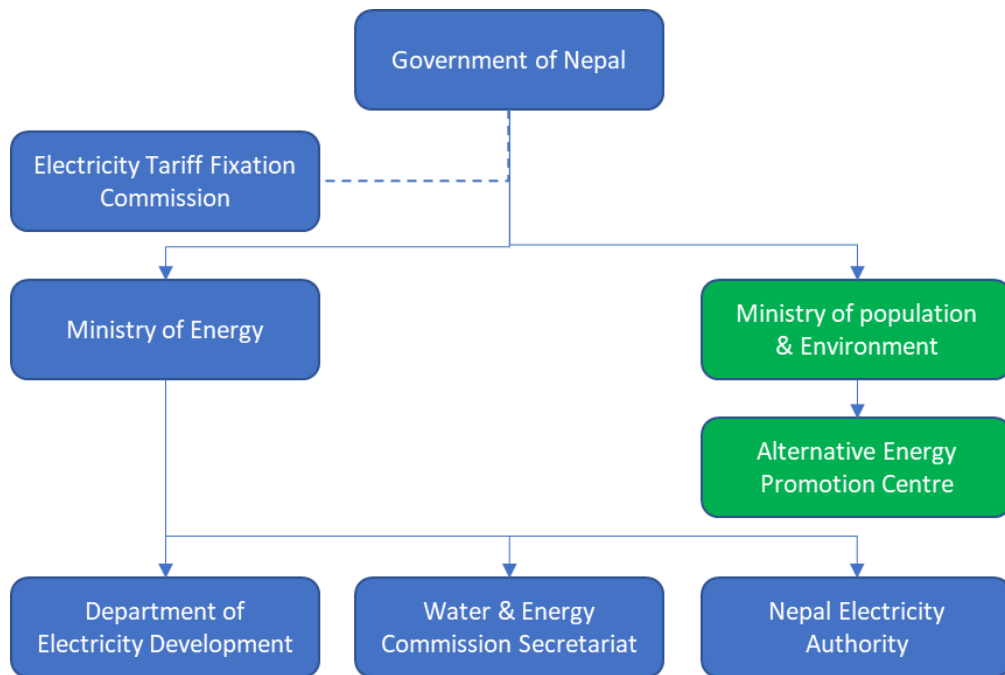 Government of Nepal
Electricity Tariff Fixation
Commission
Ministry of Energy
Ministry of population
& Environment
Alternative Energy
Promotion Centre
Department of
Electricity Development
Water & Energy
Commission Secretariat
Nepal Electricity
Authority